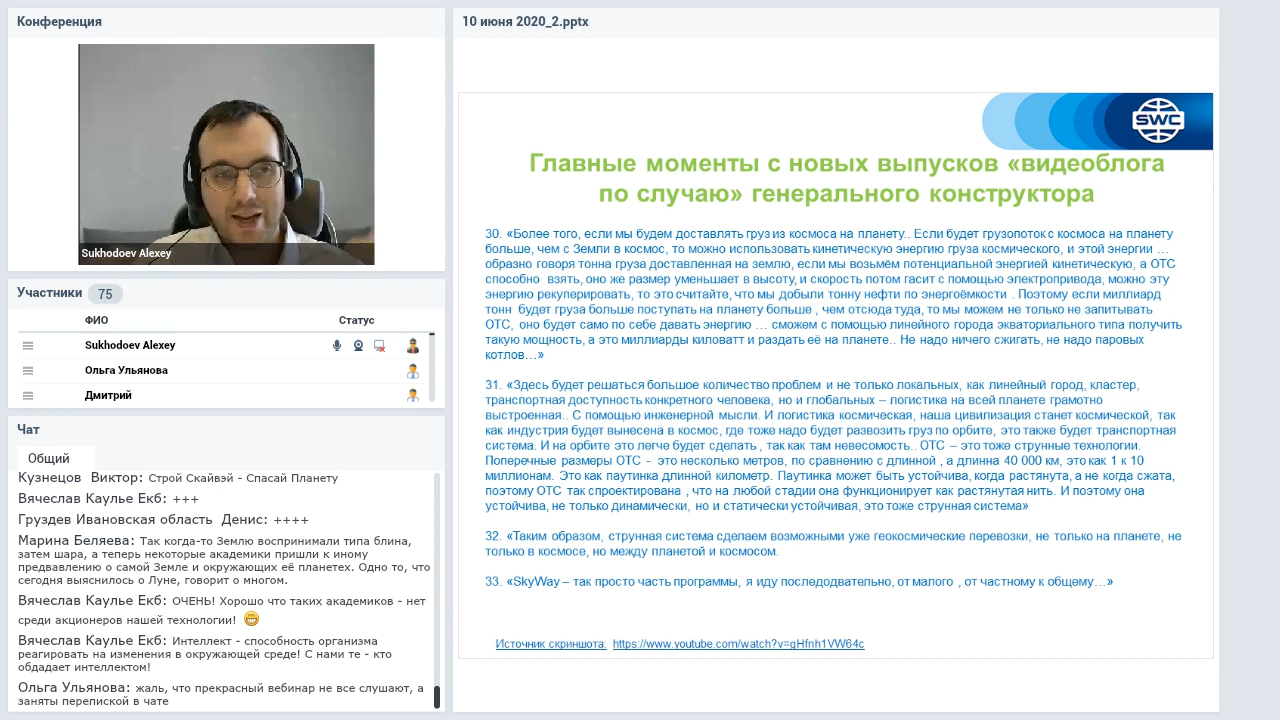 Конференция
Sukhodoev Alexey
Участники 75
ФИО Статус
Sukhodoev Alexey
Ольга Ульянова
Дмитрий
Чат
Общий
Кузнецов Виктор: Строй Скайвэй - Спасай Планету
Вячеслав Каулье Екб: +++
Груздев Ивановская область Денис: ++++
Марина Беляева: Так когда-то Землю воспринимали типа блина,
затем шара, а теперь некоторые академики пришли к иному
предвавлению о самой Земле и окружающих её планетех. Одно то, что
сегодня выяснилось о Луне, говорит о многом.
Вячеслав Каулье Екб: ОЧЕНЬ! Хорошо что таких академиков - нет
среди акционеров нашей технологии!
Вячеслав Каулье Екб: Интеллект - способность организма
реагировать на изменения в окружающей среде! С нами те - кто
обдадает интеллектом!
Ольга Ульянова: жаль, что прекрасный вебинар не все слушают, а
заняты перепиской в чате
10 июня 2020_2.pptx
SWC
Главные моменты с новых выпусков «видеоблога
по случаю» генерального конструктора
30. «Более того, если мы будем доставлять груз из космоса на планету.. Если будет грузопоток с космоса на планету
больше, чем с Земли в космос, то можно использовать кинетическую энергию груза космического, и этой энергии ...
образно говоря тонна груза доставленная на землю, если мы возьмём потенциальной энергией кинетическую, а ОТС
способно взять, оно же размер уменьшает в высоту, и скорость потом гасит с помощью электропривода, можно эту
энергию рекуперировать, то это считайте, что мы добыли тонну нефти по энергоёмкости . Поэтому если миллиард
тонн будет груза больше поступать на планету больше , чем отсюда туда, то мы можем не только не запитывать
ОТС, оно будет само по себе давать энергию ... сможем с помощью линейного города экваториального типа получить
такую мощность, а это миллиарды киловатт и раздать её на планете.. Не надо ничего сжигать, не надо паровых
котлов...»
31. «Здесь будет решаться большое количество проблем и не только локальных, как линейный город, кластер,
транспортная доступность конкретного человека, но и глобальных – логистика на всей планете грамотно
выстроенная.. С помощью инженерной мысли. И логистика космическая, наша цивилизация станет космической, так
как индустрия будет вынесена в космос, где тоже надо будет развозить груз по орбите, это также будет транспортная
система. И на орбите это легче будет сделать , так как там невесомость.. ОТС – это тоже струнные технологии.
Поперечные размеры ОТС - это несколько метров, по сравнению с длинной , а длинна 40 000 км, это как 1 к 10
миллионам. Это как паутинка длинной километр. Паутинка может быть устойчива, когда растянута, а не когда сжата,
поэтому ОТС так спроектирована , что на любой стадии она функционирует как растянутая нить. И поэтому она
устойчива, не только динамически, но и статически устойчивая, это тоже струнная система»
32. «Таким образом, струнная система сделаем возможными уже геокосмические перевозки, не только на планете, не
только в космосе, но между планетой и космосом.
33. «SkyWay – так просто часть программы, я иду последодвательно, от малого , от частному к общему...»
Источник скриншота: https://www.youtube.com/watch?v=gHfnh1VW64c